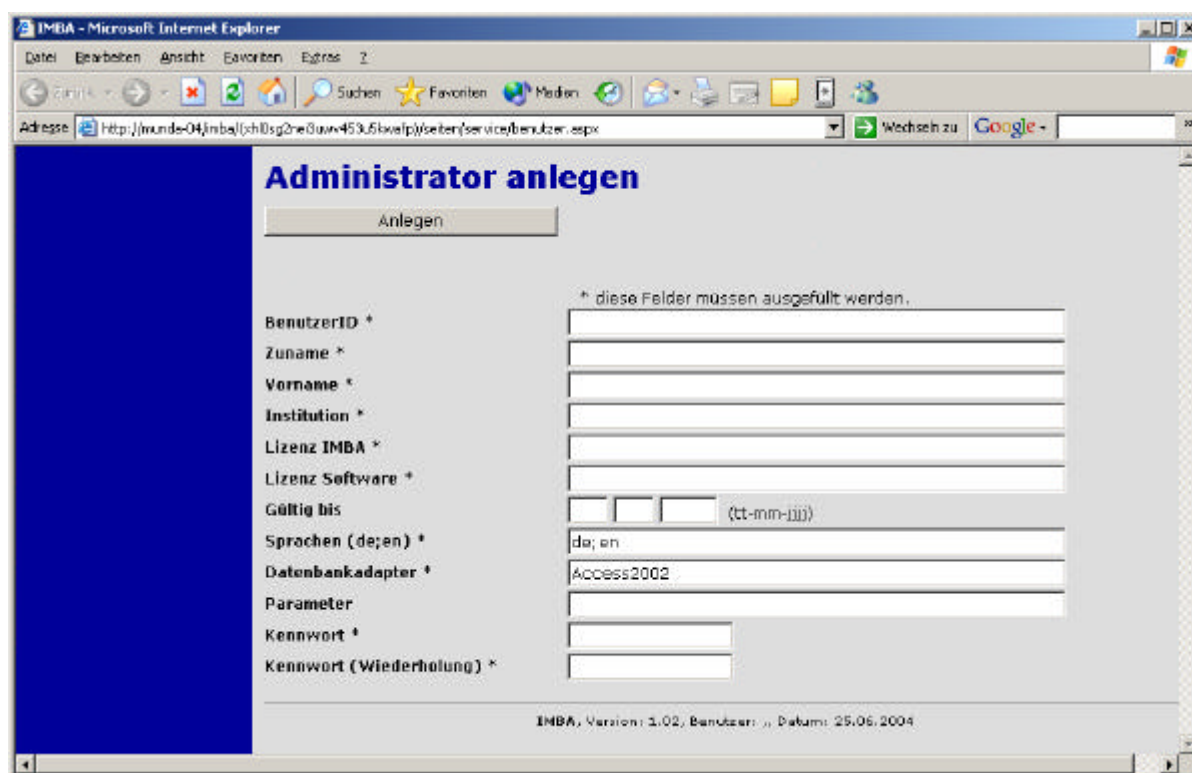 IMBA - Microsoft Internet Explorer
Datei Bearbeiten Ansicht Favoriten Extras ?
Zurück Suchen Favoriten Medien
Adresse Wechseln zu Google
Administrator anlegen
Anlegen
* diese Felder müssen ausgefüllt werden.
BenutzerID *
Zuname *
Vorname *
Institution *
Lizenz IMBA *
Lizenz Software *
Gültig bis (tt-mm-jjjj)
Sprachen (de;en) * de; en
Datenbankadapter * Access2002
Parameter
Kennwort *
Kennwort (Wiederholung) *
IMBA, Version: 1.02, Benutzer: ,, Datum: 25.06.2004